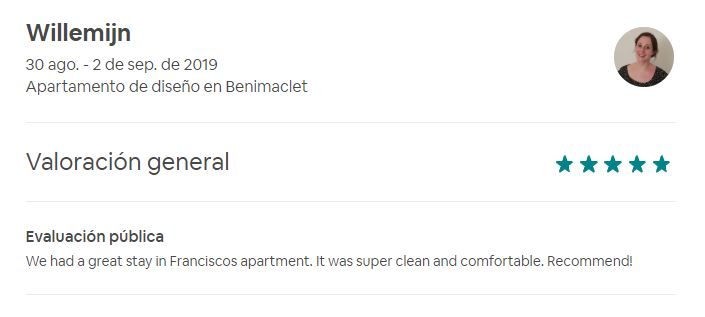 Willemijn
30 ago. - 2 de sep. de 2019
Apartamento de diseño en Benimaclet
Valoración general
Evaluación pública
We had a great stay in Franciscos apartment. It was super clean and comfortable. Recommend!